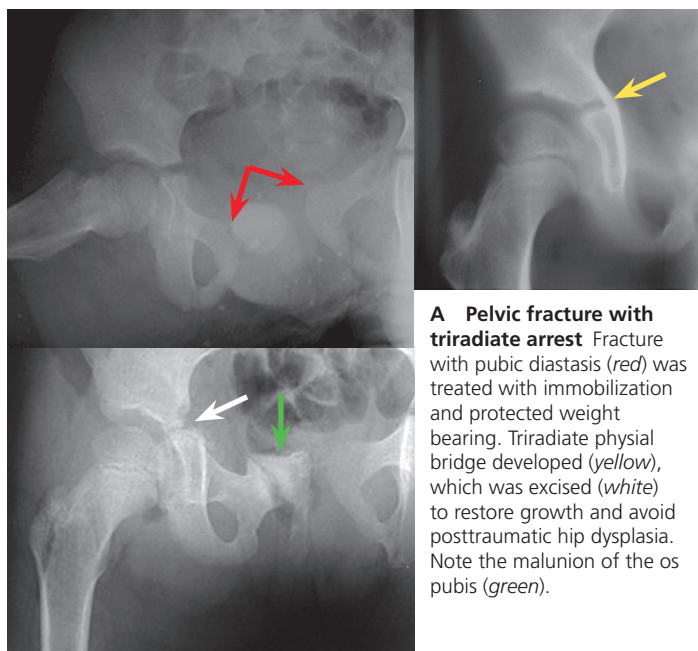 A Pelvic fracture with
triradiate arrest Fracture
with pubic diastasis (red) was
treated with immobilization
and protected weight
bearing. Triradiate physial
bridge developed (yellow),
which was excised (white)
to restore growth and avoid
posttraumatic hip dysplasia.
Note the malunion of the os
pubis (green).